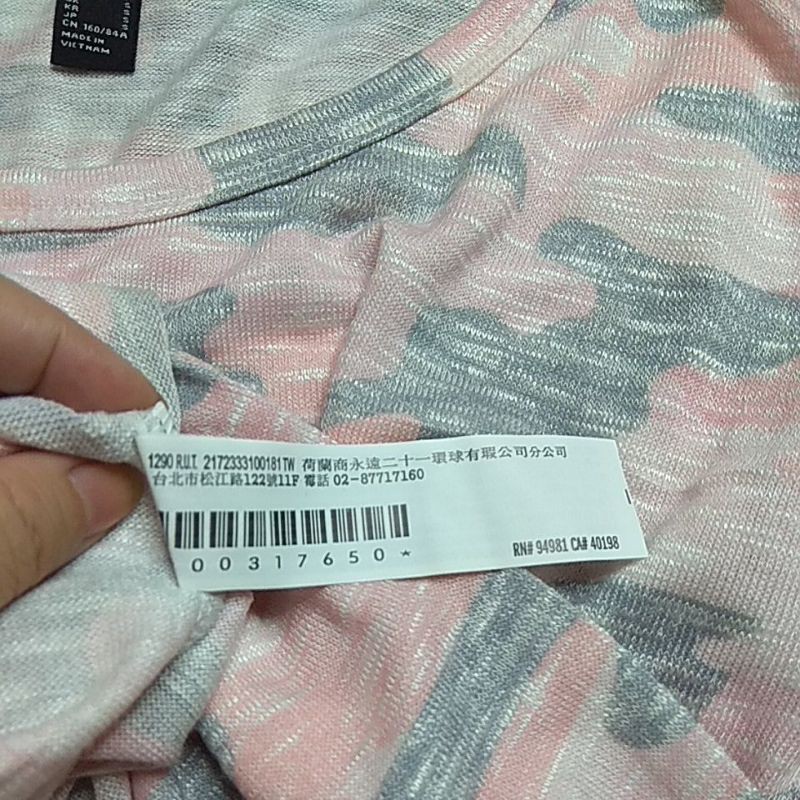 KR S
JP S
CN 160/84A
MADE IN
VIETNAM
1290 R.U.T. 2172333100181TW 荷蘭商永遠二十一環球有瑕公司分公司
台北市松江路122號11F 電話 02-87717160
00317650*
RN# 94981 CA# 40198